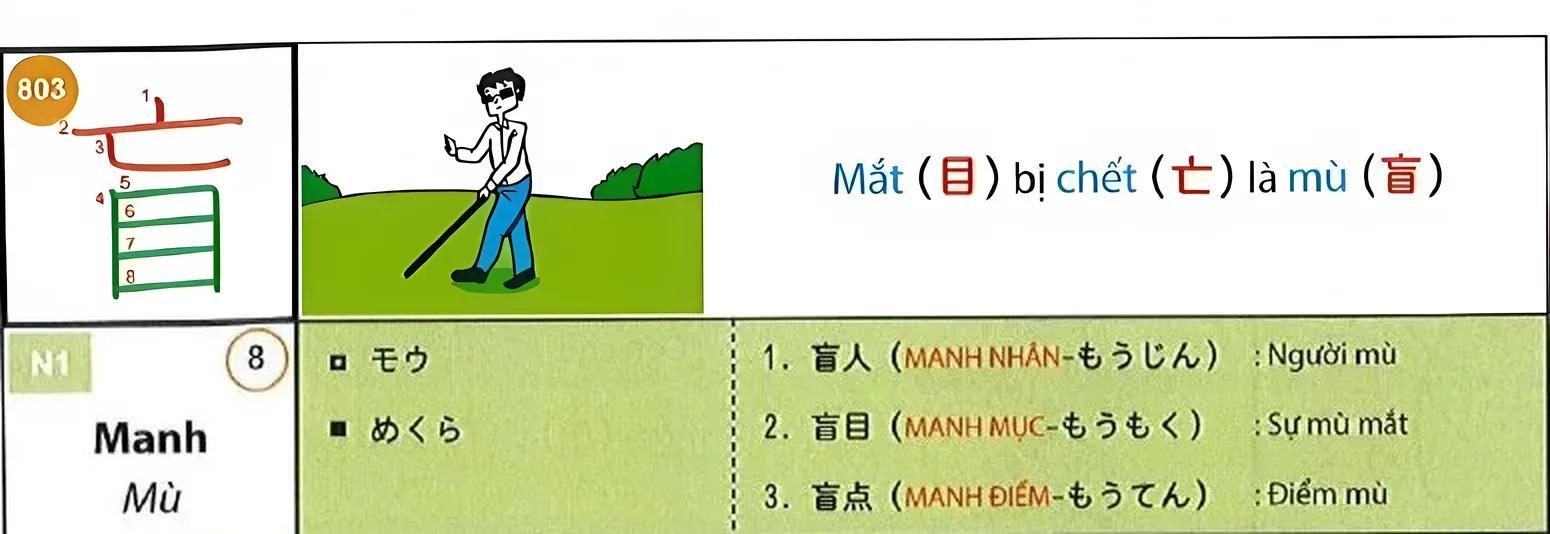 803
1
2
3
4
5
6
7
8
Mắt (目) bị chết (亡) là mù (盲)
N1
8
Manh
Mù
モウ
めくら
1. 盲人 (MANH NHÂN-もうじん) : Người mù
2. 盲目 (MANH MỤC-もうもく) : Sự mù mắt
3. 盲点 (MANH ĐIỂM-もうてん) : Điểm mù